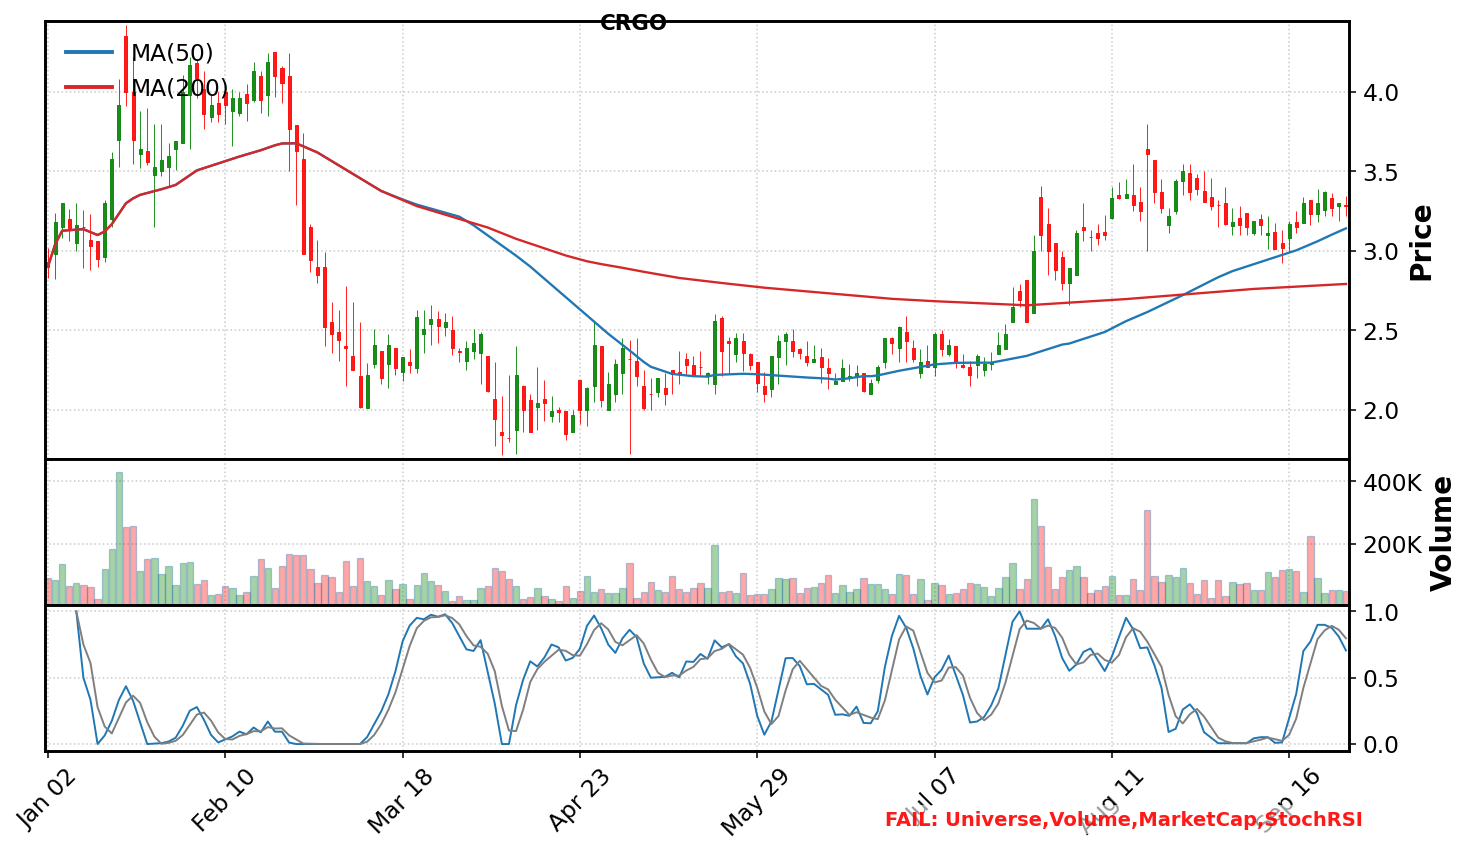 CRGO
MA(50)
MA(200)
4.0
3.5
3.0
2.5
2.0
Price
400K
200K
Volume
1.0
0.5
0.0
Jan 02
Feb 10
Mar 18
Apr 23
May 29
Jul 07
Aug 11
Sep 16
FAIL: Universe,Volume,MarketCap,StochRSI